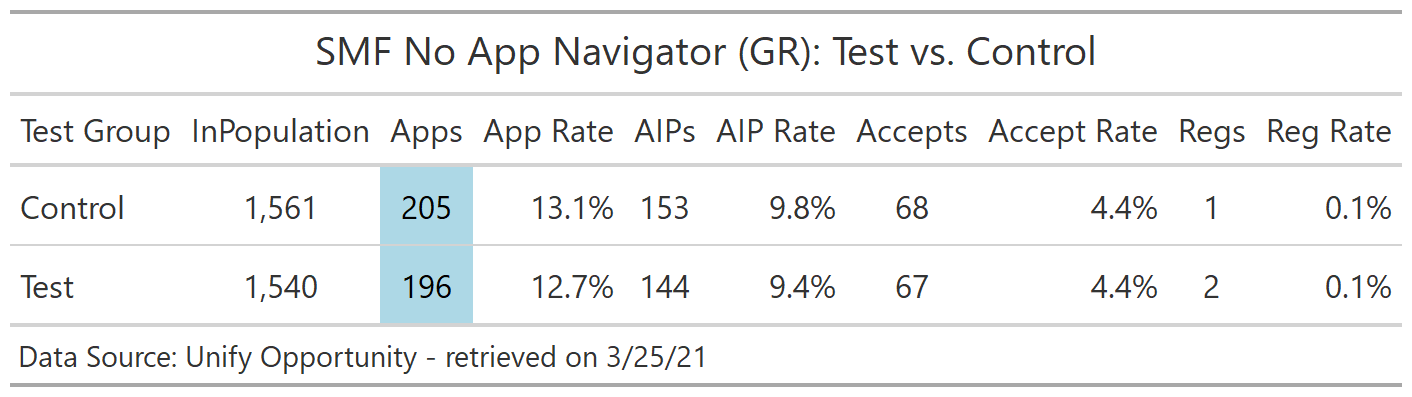 SMF No App Navigator (GR): Test vs. Control
Test Group InPopulation Apps App Rate AIPs AIP Rate Accepts Accept Rate Regs Reg Rate
Control 1,561 205 13.1% 153 9.8% 68 4.4% 1 0.1%
Test 1,540 196 12.7% 144 9.4% 67 4.4% 2 0.1%
Data Source: Unify Opportunity - retrieved on 3/25/21